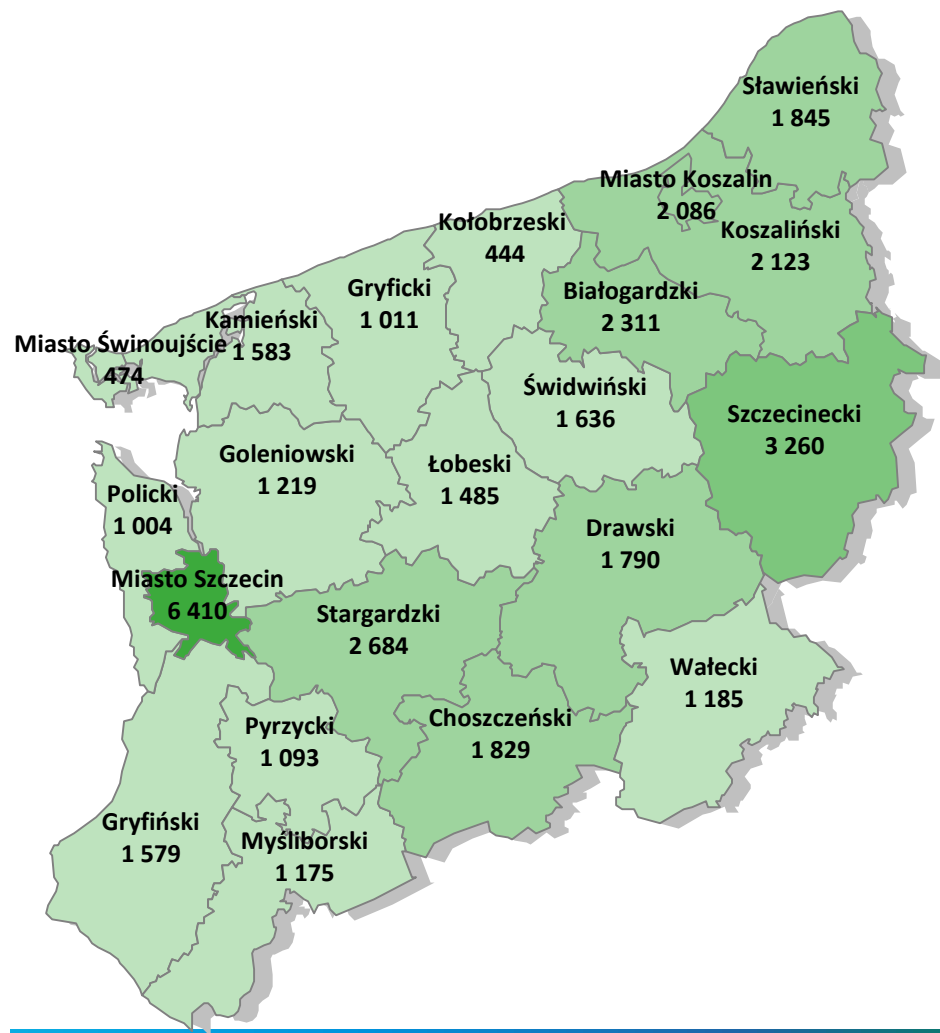 Sławieński
1 845
Miasto Koszalin
2 086
Kołobrzeski
444
Koszaliński
2 123
Gryficki
1 011
Białogardzki
2 311
Kamieński
1 583
Miasto Świnoujście
474
Świdwiński
1 636
Szczecinecki
3 260
Goleniowski
1 219
Łobeski
1 485
Policki
1 004
Drawski
1 790
Miasto Szczecin
6 410
Stargardzki
2 684
Wałecki
1 185
Pyrzycki
1 093
Choszczeński
1 829
Gryfiński
1 579
Myśliborski
1 175